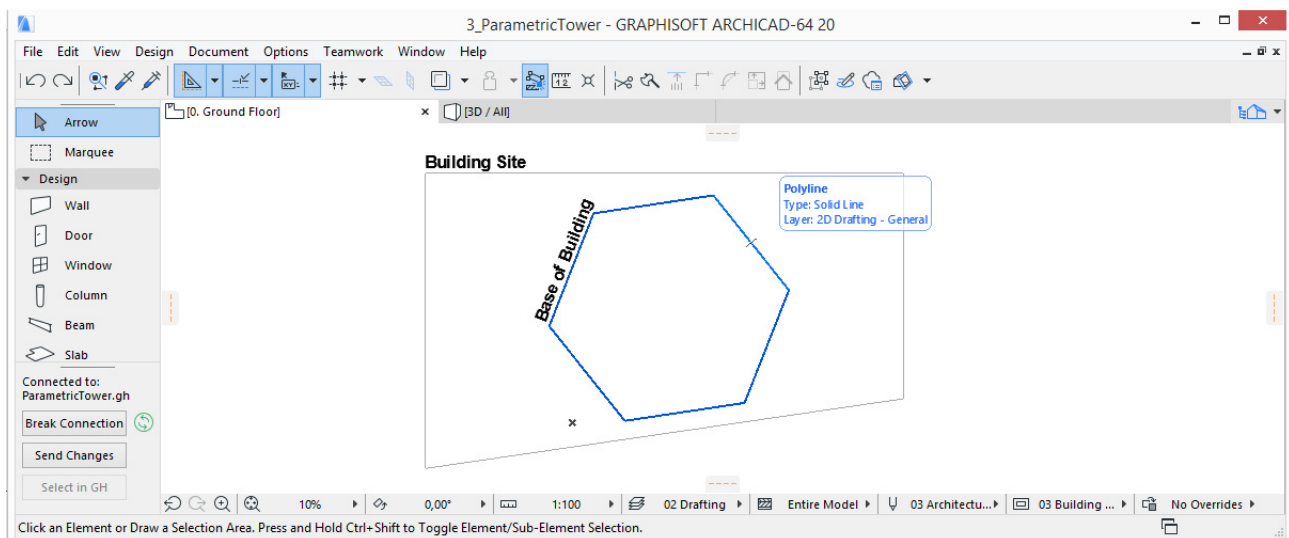 3_ParametricTower - GRAPHISOFT ARCHICAD-64 20
File Edit View Design Document Options Teamwork Window Help
[0. Ground Floor] [3D / All]
Arrow
Marquee
Design
Wall
Door
Window
Column
Beam
Slab
Connected to:
ParametricTower.gh
Break Connection
Send Changes
Select in GH
Building Site
Base of Building
Polyline
Type: Solid Line
Layer: 2D Drafting - General
10% 0,00° 1:100 02 Drafting Entire Model 03 Architectu... 03 Building ... No Overrides
Click an Element or Draw a Selection Area. Press and Hold Ctrl+Shift to Toggle Element/Sub-Element Selection.